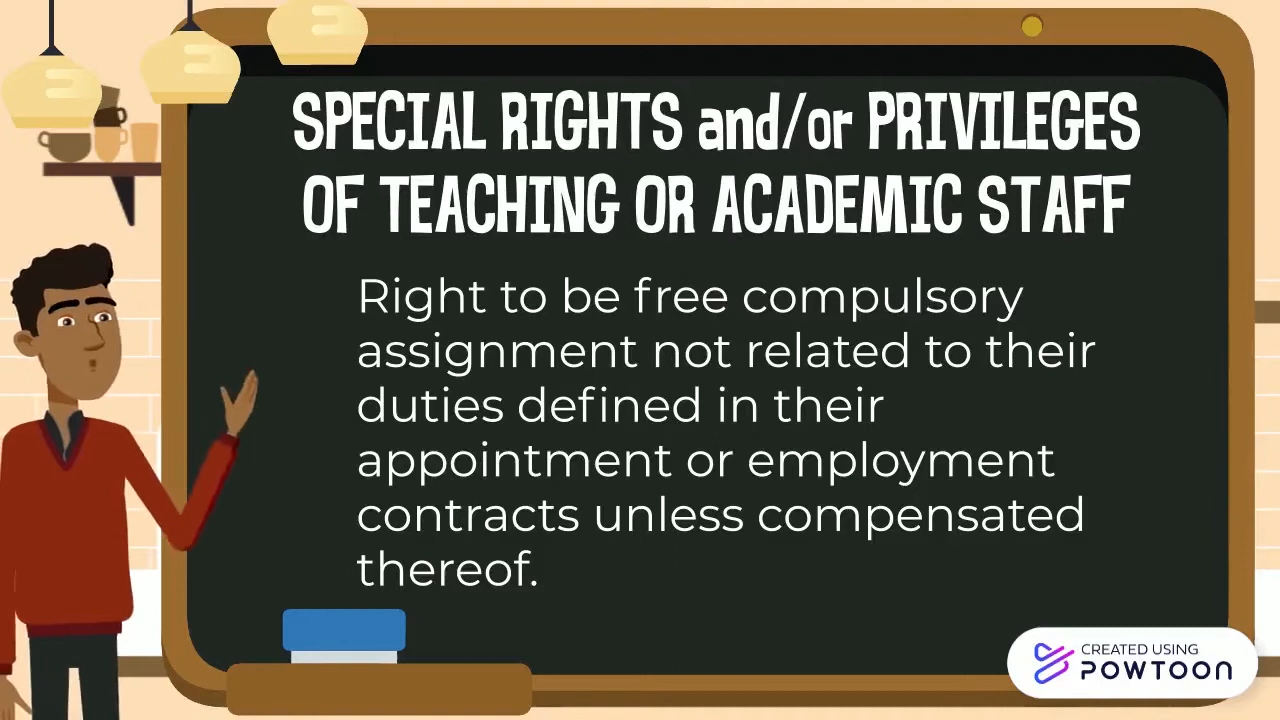 SPECIAL RIGHTS and/or PRIVILEGES
OF TEACHING OR ACADEMIC STAFF
Right to be free compulsory
assignment not related to their
duties defined in their
appointment or employment
contracts unless compensated
thereof.
CREATED USING
POWTOON